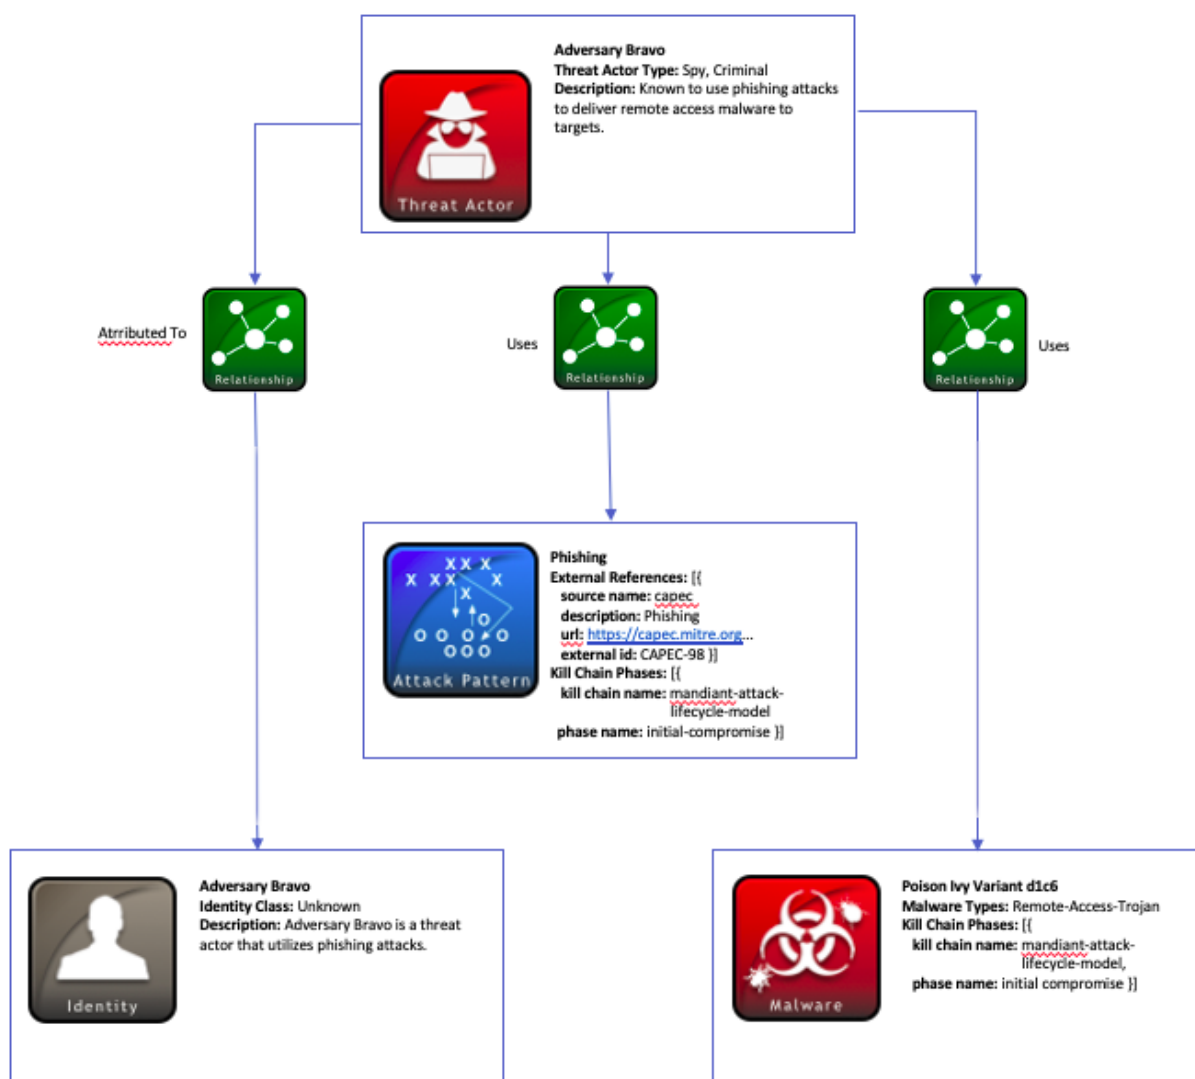 Adversary Bravo
Threat Actor Type: Spy, Criminal
Description: Known to use phishing attacks
to deliver remote access malware to
targets.
Threat Actor
Atrributed To
Relationship
Uses
Relationship
Uses
Relationship
Phishing
External References: [{
source name: capec
description: Phishing
url: https://capec.mitre.org...
external id: CAPEC-98 }]
Kill Chain Phases: [{
kill chain name: mandiant-attack-
lifecycle-model
phase name: initial-compromise }]
X X X
X X X X
X
O
O O O O O
O O O
Attack Pattern
Adversary Bravo
Identity Class: Unknown
Description: Adversary Bravo is a threat
actor that utilizes phishing attacks.
Identity
Poison Ivy Variant d1c6
Malware Types: Remote-Access-Trojan
Kill Chain Phases: [{
kill chain name: mandiant-attack-
lifecycle-model,
phase name: initial compromise }]
Malware